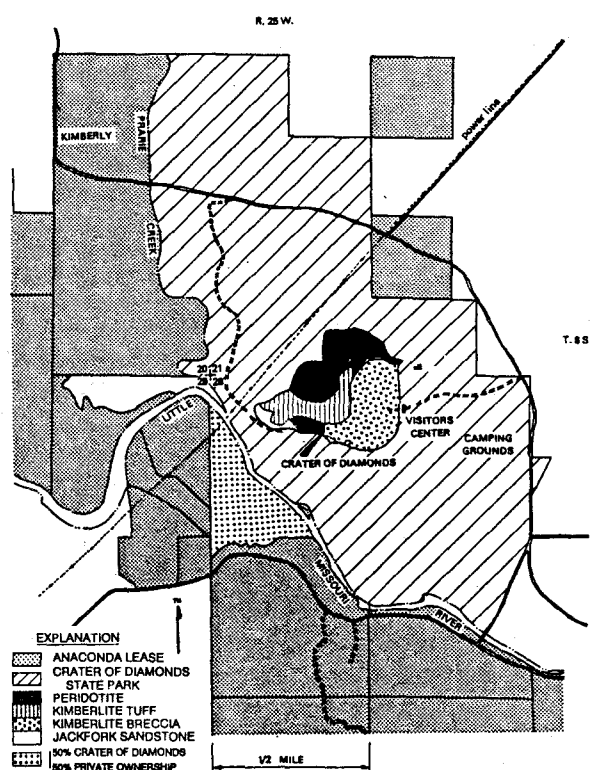 R. 25 W.
power line
KIMBERLY
PRARIE
CREEK
T. 8 S
20 21
29 28
LITTLE
VISITORS
CENTER
CAMPING
GROUNDS
CRATER OF DIAMONDS
MISSOURI
RIVER
EXPLANATION
ANACONDA LEASE
CRATER OF DIAMONDS
STATE PARK
PERIDOTITE
KIMBERLITE TUFF
KIMBERLITE BRECCIA
JACKFORK SANDSTONE
50% CRATER OF DIAMONDS
50% PRIVATE OWNERSHIP
1/2 MILE